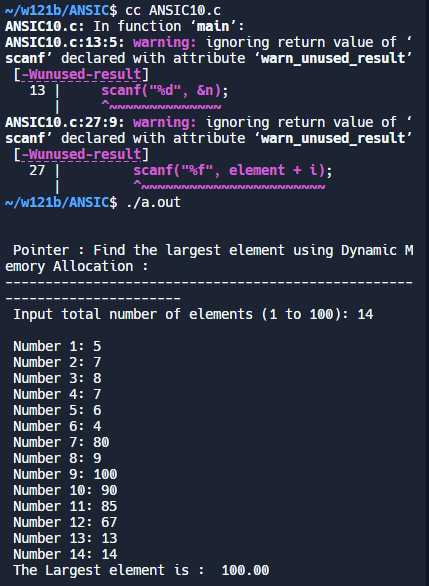 ~/w121b/ANSIC$ cc ANSIC10.c
ANSIC10.c: In function ‘main’:
ANSIC10.c:13:5: warning: ignoring return value of ‘
scanf’ declared with attribute ‘warn_unused_result’
 [-Wunused-result]
   13 |     scanf("%d", &n);
      |     ^~~~~~~~~~~~~~~
ANSIC10.c:27:9: warning: ignoring return value of ‘
scanf’ declared with attribute ‘warn_unused_result’
 [-Wunused-result]
   27 |         scanf("%f", element + i);
      |         ^~~~~~~~~~~~~~~~~~~~~~~~
~/w121b/ANSIC$ ./a.out
 Pointer : Find the largest element using Dynamic M
emory Allocation :
---------------------------------------------------
----------------------
 Input total number of elements (1 to 100): 14
 Number 1: 5
 Number 2: 7
 Number 3: 8
 Number 4: 7
 Number 5: 6
 Number 6: 4
 Number 7: 80
 Number 8: 9
 Number 9: 100
 Number 10: 90
 Number 11: 85
 Number 12: 67
 Number 13: 13
 Number 14: 14
 The Largest element is :  100.00